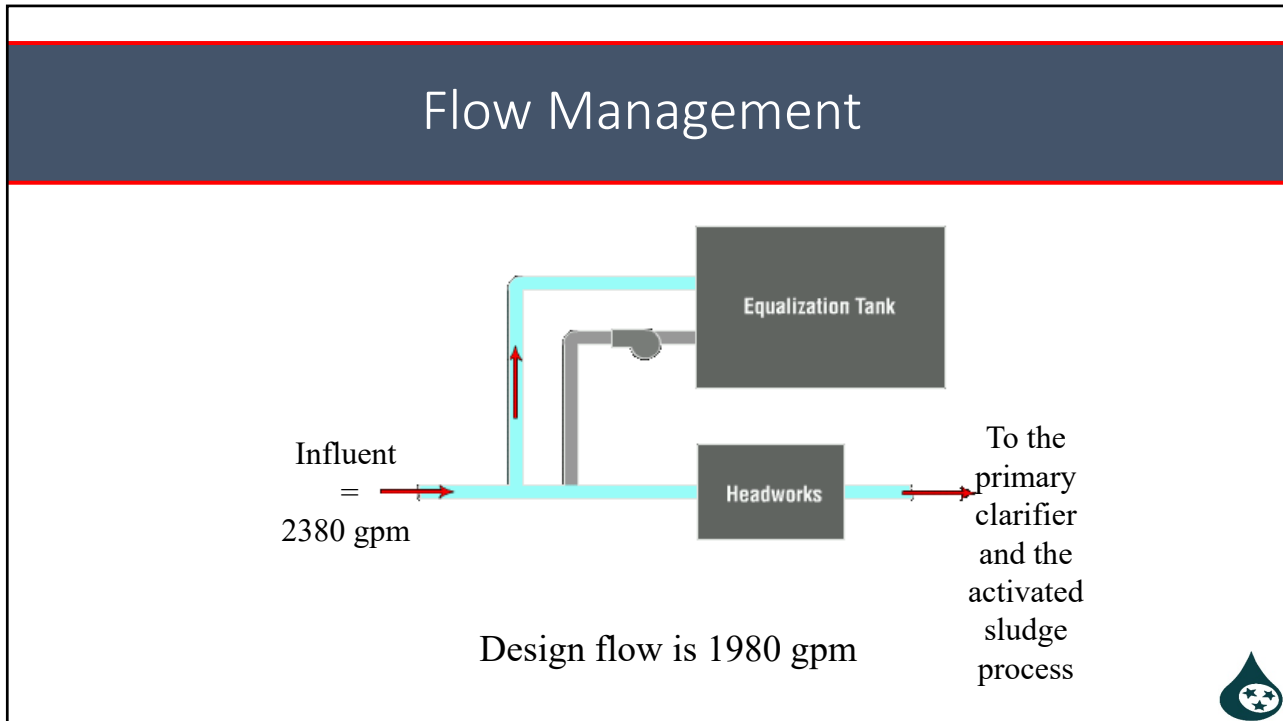 Flow Management
Equalization Tank
Influent
=
2380 gpm
Headworks
To the
primary
clarifier
and the
activated
sludge
process
Design flow is 1980 gpm